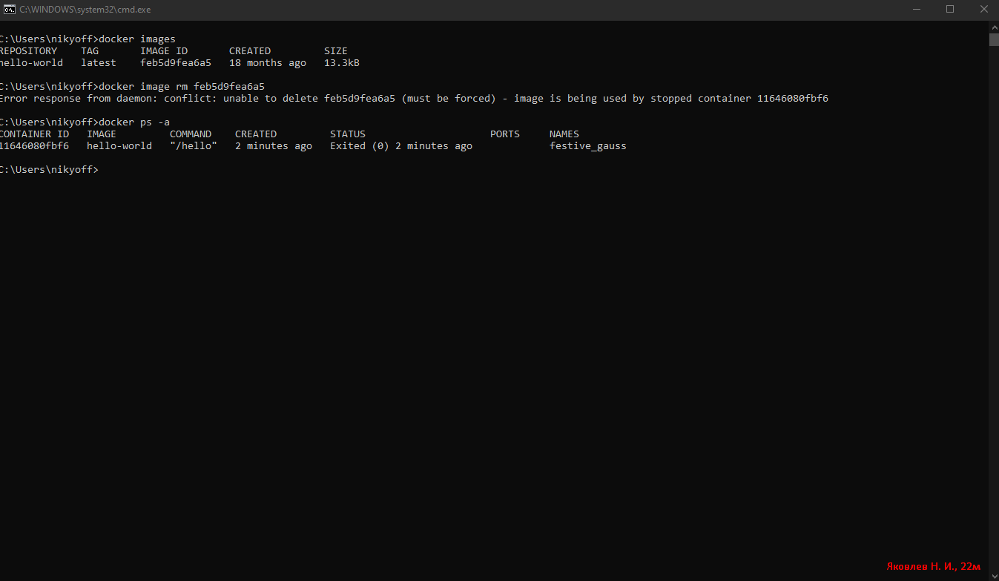 C:\WINDOWS\system32\cmd.exe
C:\Users\nikyoff>docker images
REPOSITORY TAG IMAGE ID CREATED SIZE
hello-world latest feb5d9fea6a5 18 months ago 13.3kB
C:\Users\nikyoff>docker image rm feb5d9fea6a5
Error response from daemon: conflict: unable to delete feb5d9fea6a5 (must be forced) - image is being used by stopped container 11646080fbf6
C:\Users\nikyoff>docker ps -a
CONTAINER ID IMAGE COMMAND CREATED STATUS PORTS NAMES
11646080fbf6 hello-world "/hello" 2 minutes ago Exited (0) 2 minutes ago festive_gauss
C:\Users\nikyoff>
Яковлев Н. И., 22м